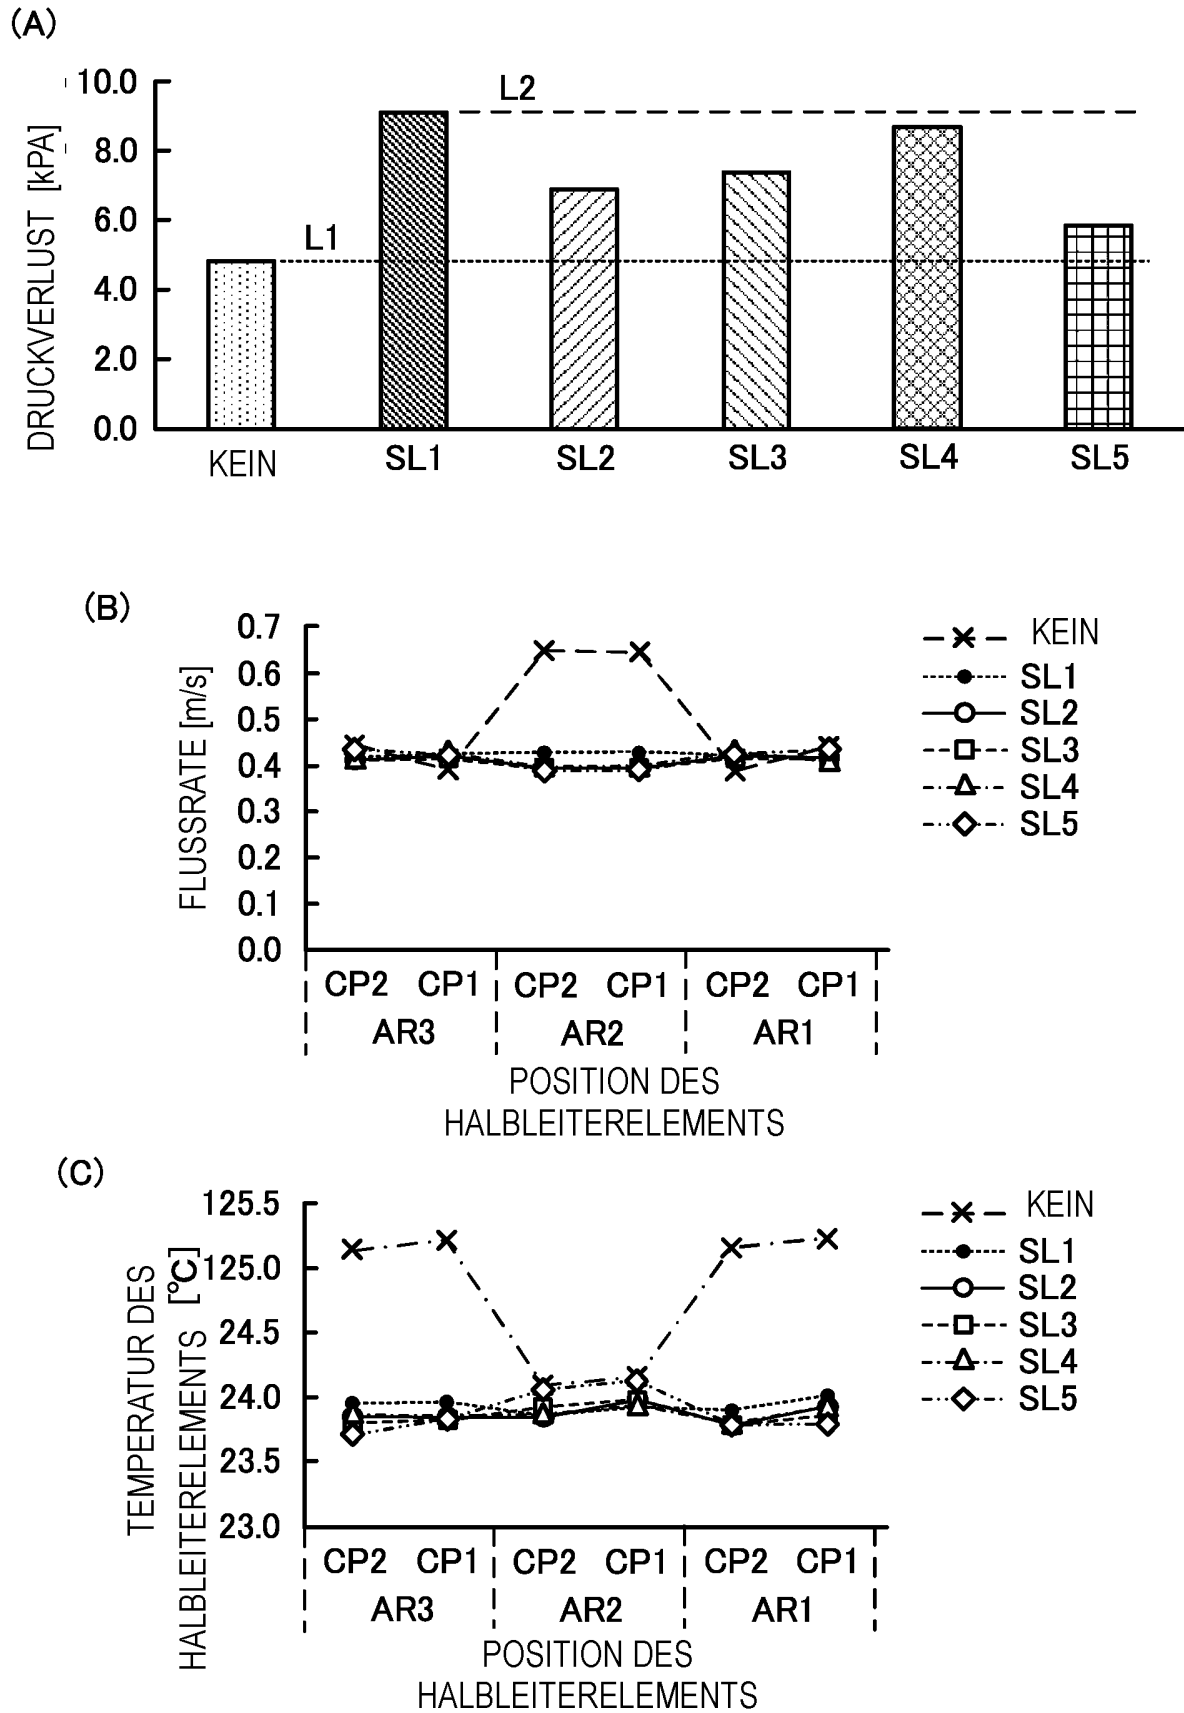 (A)
DRUCKVERLUST [kPA]
10.0
8.0
6.0
4.0
2.0
0.0
L1
L2
KEIN SL1 SL2 SL3 SL4 SL5
(B)
FLUSSRATE [m/s]
0.7
0.6
0.5
0.4
0.3
0.2
0.1
0.0
KEIN
SL1
SL2
SL3
SL4
SL5
CP2 CP1 CP2 CP1 CP2 CP1
AR3 AR2 AR1
POSITION DES
HALBLEITERELEMENTS
(C)
TEMPERATUR DES
HALBLEITERELEMENTS [°C]
125.5
125.0
24.5
24.0
23.5
23.0
KEIN
SL1
SL2
SL3
SL4
SL5
CP2 CP1 CP2 CP1 CP2 CP1
AR3 AR2 AR1
POSITION DES
HALBLEITERELEMENTS